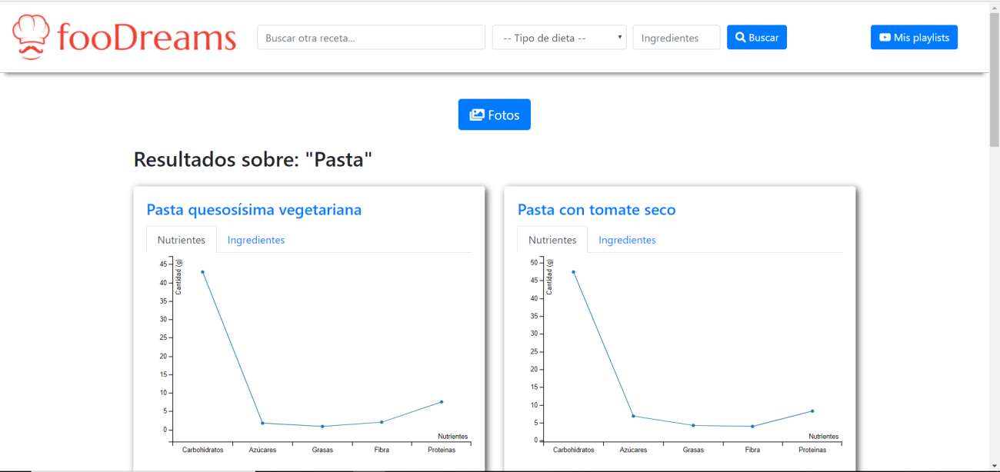 fooDreams
Buscar otra receta...
-- Tipo de dieta --
Ingredientes
Buscar
Mis playlists
Fotos
Resultados sobre: "Pasta"
Pasta quesosísima vegetariana
Nutrientes Ingredientes
Cantidad (g)
45
40
35
30
25
20
15
10
5
0
Nutrientes
Carbohidratos Azúcares Grasas Fibra Proteinas
Pasta con tomate seco
Nutrientes Ingredientes
Cantidad (g)
50
45
40
35
30
25
20
15
10
5
0
Nutrientes
Carbohidratos Azúcares Grasas Fibra Proteinas